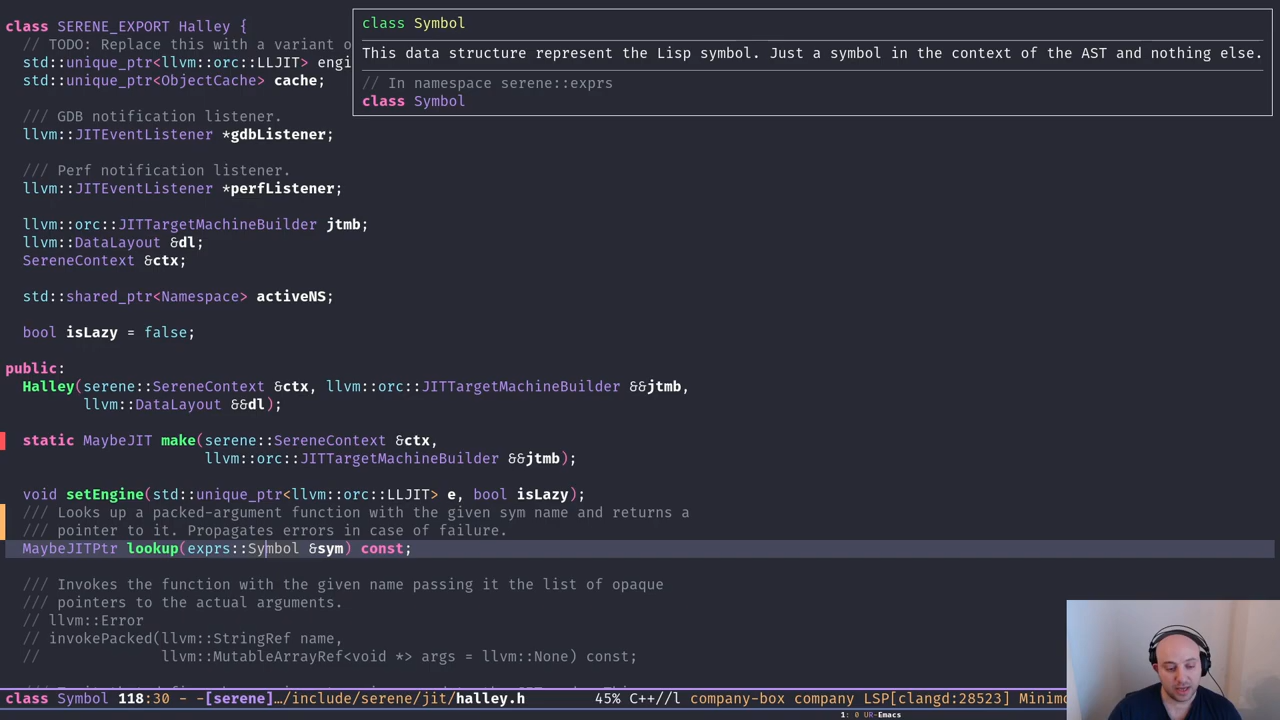 class SERENE_EXPORT Halley {
// TODO: Replace this with a variant o
std::unique_ptr<llvm::orc::LLJIT> engi
std::unique_ptr<ObjectCache> cache;
class Symbol
This data structure represent the Lisp symbol. Just a symbol in the context of the AST and nothing else.
// In namespace serene::exprs
class Symbol
/// GDB notification listener.
llvm::JITEventListener *gdbListener;
/// Perf notification listener.
llvm::JITEventListener *perfListener;
llvm::orc::JITTargetMachineBuilder jtmb;
llvm::DataLayout &dl;
SereneContext &ctx;
std::shared_ptr<Namespace> activeNS;
bool isLazy = false;
public:
Halley(serene::SereneContext &ctx, llvm::orc::JITTargetMachineBuilder &&jtmb,
llvm::DataLayout &&dl);
static MaybeJIT make(serene::SereneContext &ctx,
llvm::orc::JITTargetMachineBuilder &&jtmb);
void setEngine(std::unique_ptr<llvm::orc::LLJIT> e, bool isLazy);
/// Looks up a packed-argument function with the given sym name and returns a
/// pointer to it. Propagates errors in case of failure.
MaybeJITPtr lookup(exprs::Symbol &sym) const;
/// Invokes the function with the given name passing it the list of opaque
/// pointers to the actual arguments.
// llvm::Error
// invokePacked(llvm::StringRef name,
// llvm::MutableArrayRef<void *> args = llvm::None) const;
class Symbol 118:30 - -[serene]…/include/serene/jit/halley.h 45% C++//l company-box company LSP[clangd:28523] Minimo
1: 0 UR-Emacs